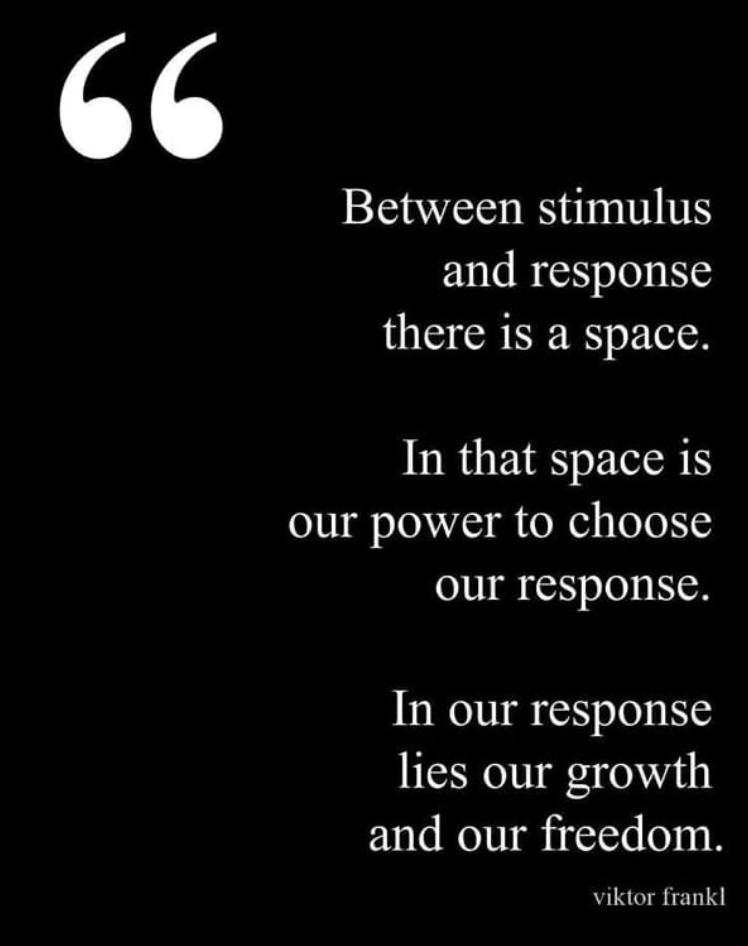 “
Between stimulus
and response
there is a space.
In that space is
our power to choose
our response.
In our response
lies our growth
and our freedom.
viktor frankl